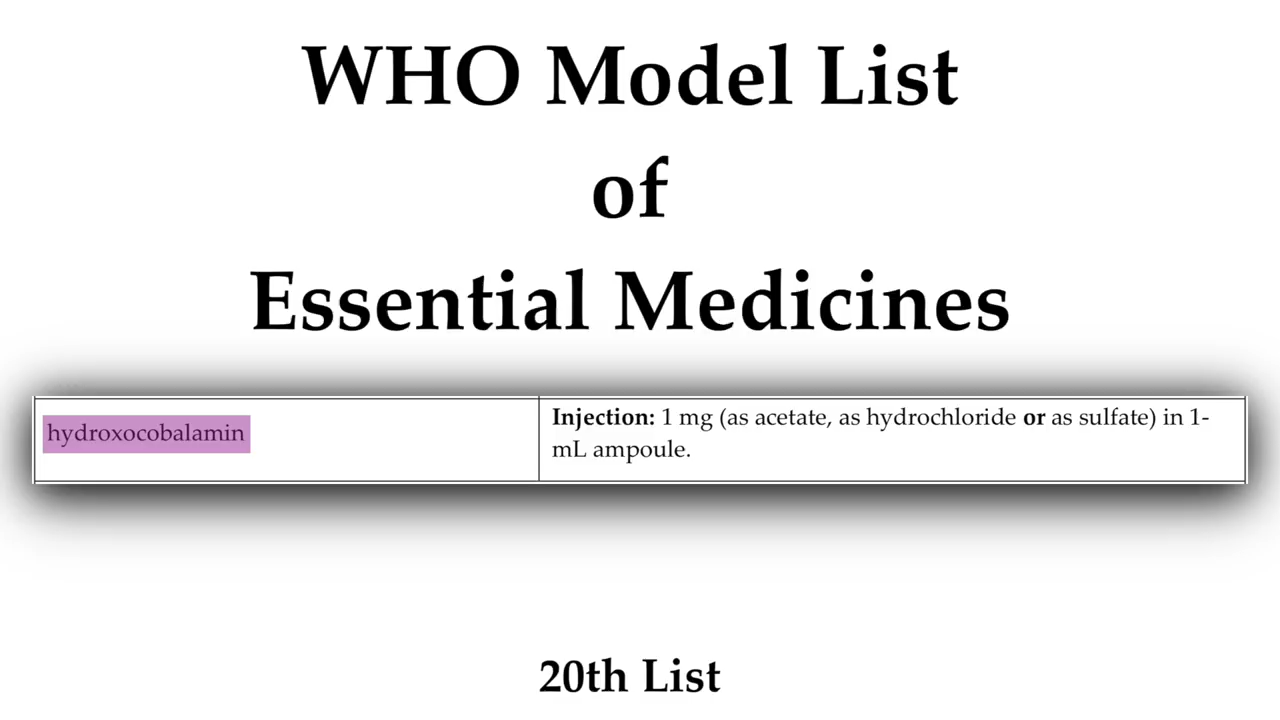 WHO Model List
of
Essential Medicines
hydroxocobalamin
Injection: 1 mg (as acetate, as hydrochloride or as sulfate) in 1-
mL ampoule.
20th List